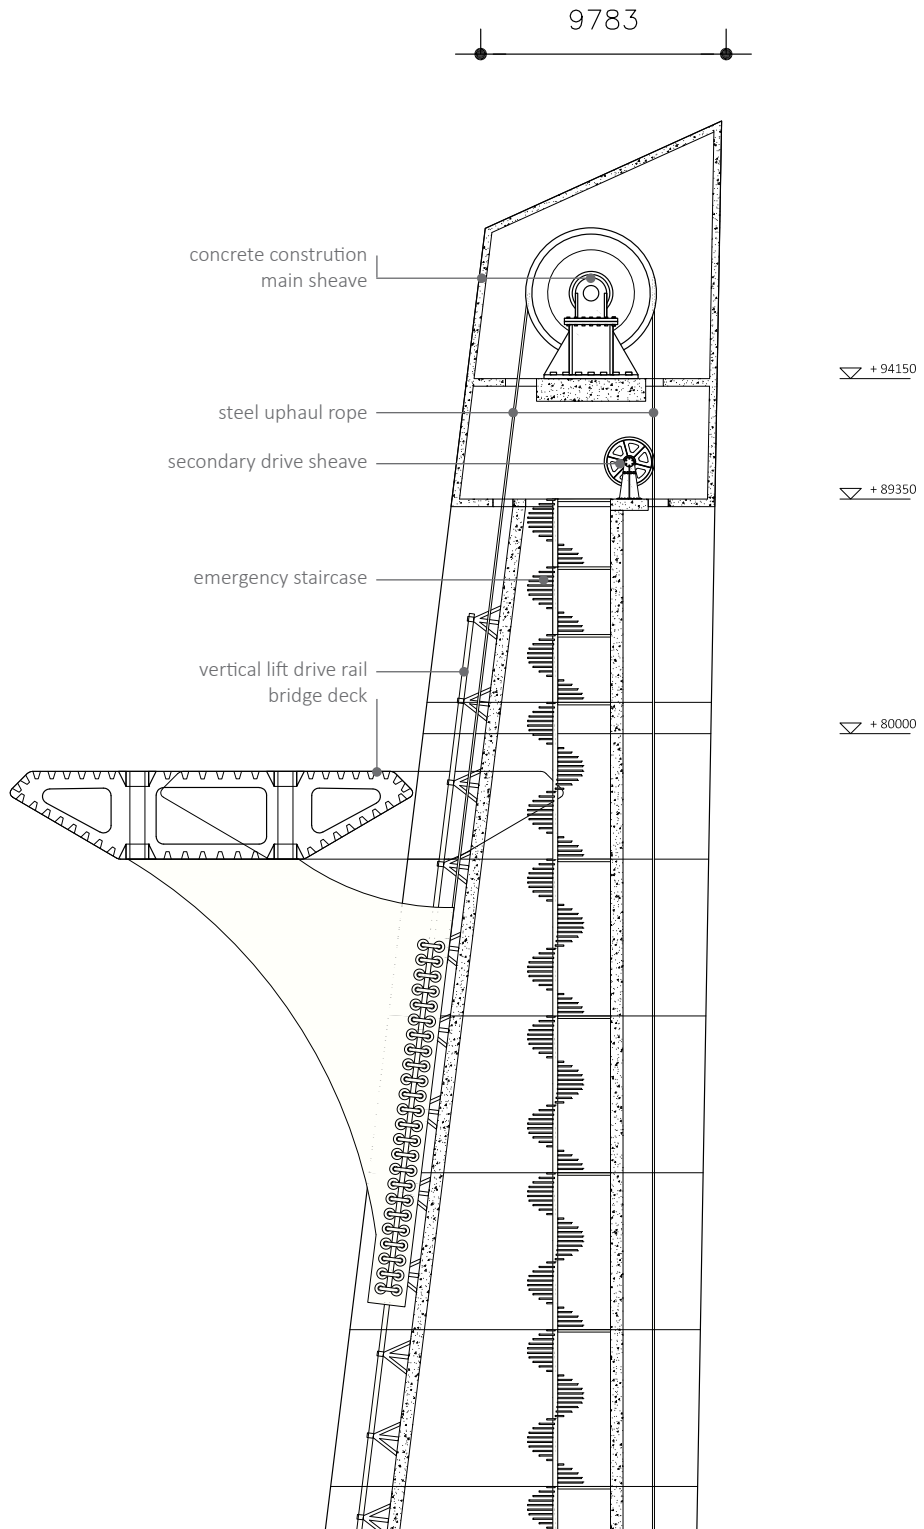 9783
concrete constrution
main sheave
+ 94150
steel uphaul rope
secondary drive sheave
+ 89350
emergency staircase
vertical lift drive rail
bridge deck
+ 80000